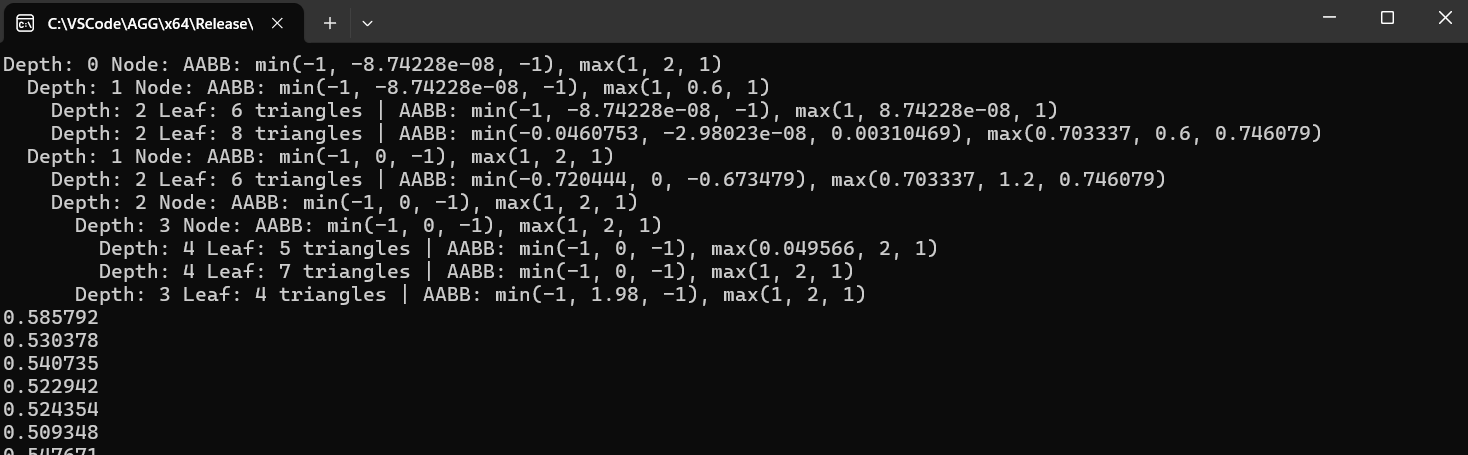 C:\VSCode\AGG\x64\Release\
Depth: 0 Node: AABB: min(-1, -8.74228e-08, -1), max(1, 2, 1)
Depth: 1 Node: AABB: min(-1, -8.74228e-08, -1), max(1, 0.6, 1)
Depth: 2 Leaf: 6 triangles | AABB: min(-1, -8.74228e-08, -1), max(1, 8.74228e-08, 1)
Depth: 2 Leaf: 8 triangles | AABB: min(-0.0460753, -2.98023e-08, 0.00310469), max(0.703337, 0.6, 0.746079)
Depth: 1 Node: AABB: min(-1, 0, -1), max(1, 2, 1)
Depth: 2 Leaf: 6 triangles | AABB: min(-0.720444, 0, -0.673479), max(0.703337, 1.2, 0.746079)
Depth: 2 Node: AABB: min(-1, 0, -1), max(1, 2, 1)
Depth: 3 Node: AABB: min(-1, 0, -1), max(1, 2, 1)
Depth: 4 Leaf: 5 triangles | AABB: min(-1, 0, -1), max(0.049566, 2, 1)
Depth: 4 Leaf: 7 triangles | AABB: min(-1, 0, -1), max(1, 2, 1)
Depth: 3 Leaf: 4 triangles | AABB: min(-1, 1.98, -1), max(1, 2, 1)
0.585792
0.530378
0.540735
0.522942
0.524354
0.509348
0.547671